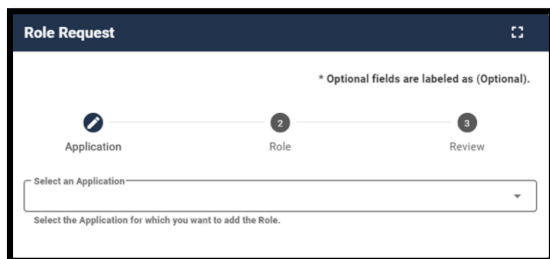 Role Request
* Optional fields are labeled as (Optional).
2
3
Application
Role
Review
Select an Application
Select the Application for which you want to add the Role.